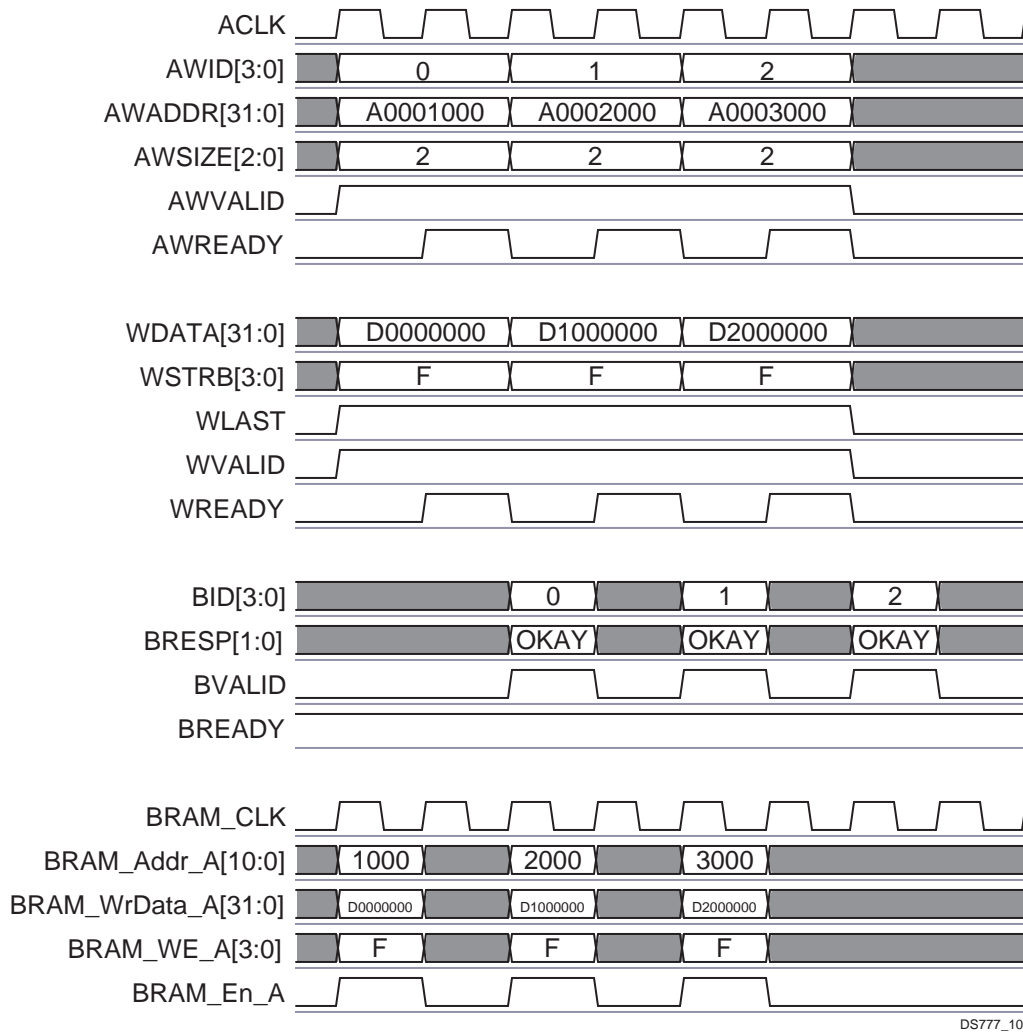 ACLK
AWID[3:0] 0 1 2
AWADDR[31:0] A0001000 A0002000 A0003000
AWSIZE[2:0] 2 2 2
AWVALID
AWREADY
WDATA[31:0] D0000000 D1000000 D2000000
WSTRB[3:0] F F F
WLAST
WVALID
WREADY
BID[3:0] 0 1 2
BRESP[1:0] OKAY OKAY OKAY
BVALID
BREADY
BRAM_CLK
BRAM_Addr_A[10:0] 1000 2000 3000
BRAM_WrData_A[31:0] D0000000 D1000000 D2000000
BRAM_WE_A[3:0] F F F
BRAM_En_A
DS777_10